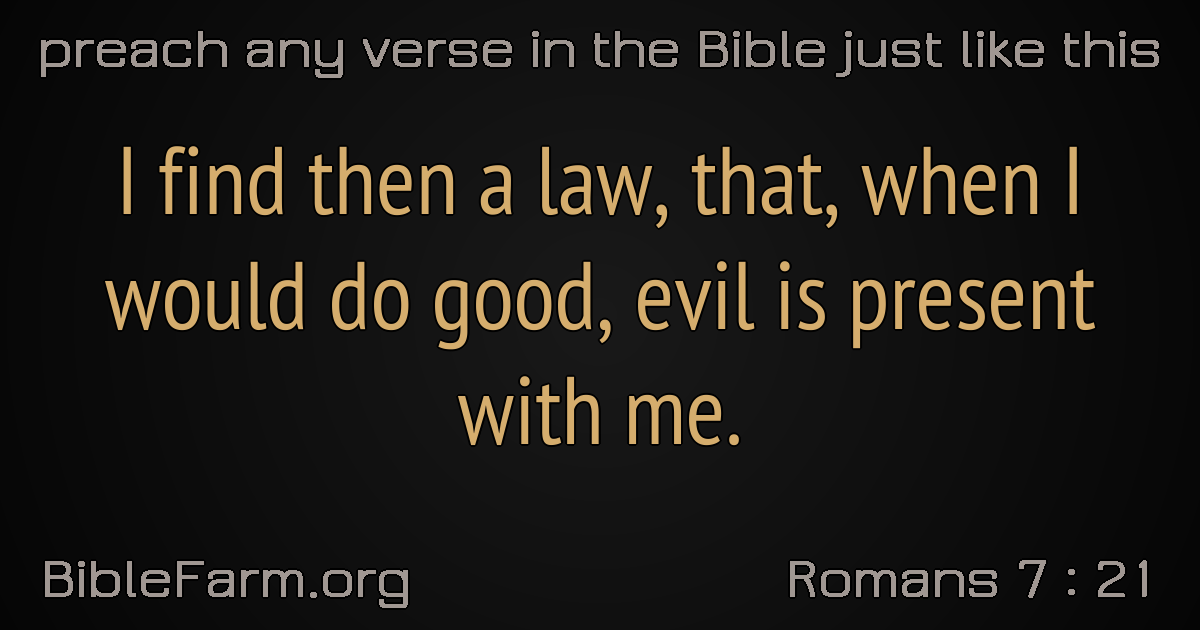 preach any verse in the Bible just like this
I find then a law, that, when I
would do good, evil is present
with me.
BibleFarm.org
Romans 7 : 21